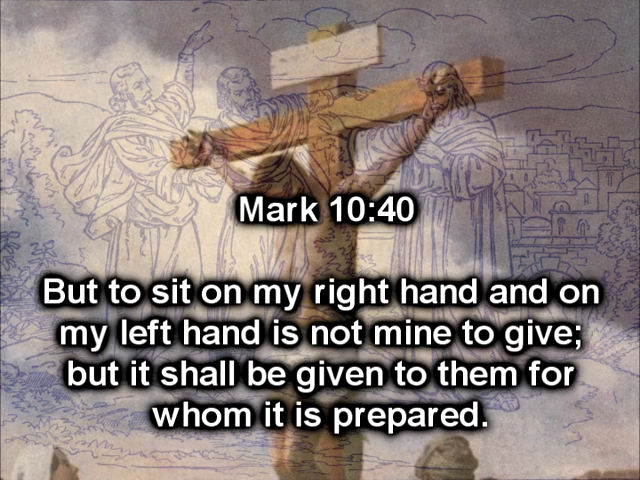 Mark 10:40
But to sit on my right hand and on
my left hand is not mine to give;
but it shall be given to them for
whom it is prepared.